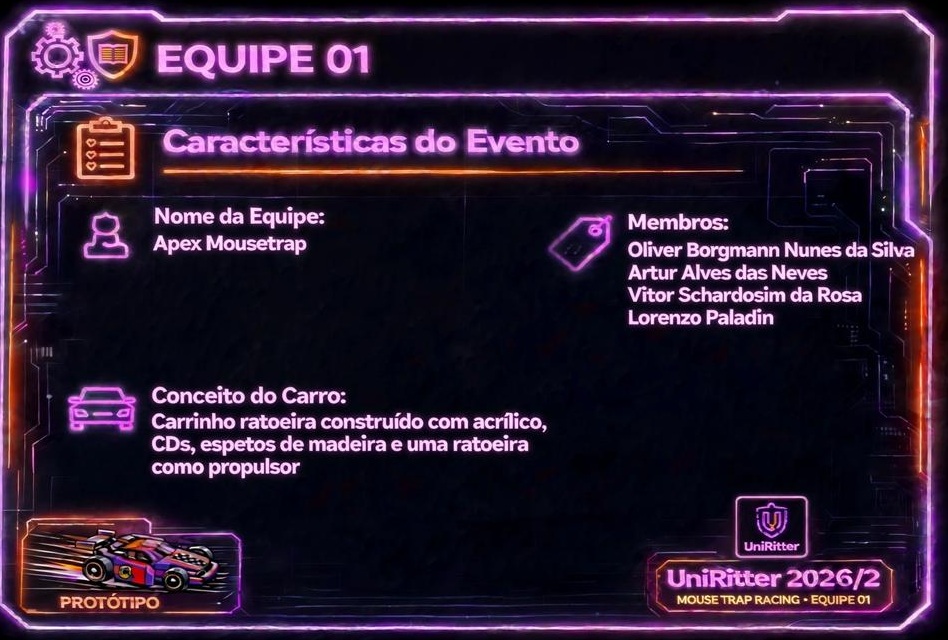 EQUIPE 01
Características do Evento
Nome da Equipe:
Apex Mousetrap
Membros:
Oliver Borgmann Nunes da Silva
Artur Alves das Neves
Vitor Schardosim da Rosa
Lorenzo Paladin
Conceito do Carro:
Carrinho ratoeira construído com acrílico,
CDs, espetos de madeira e uma ratoeira
como propulsor
PROTÓTIPO
UniRitter
UniRitter 2026/2
MOUSE TRAP RACING • EQUIPE 01